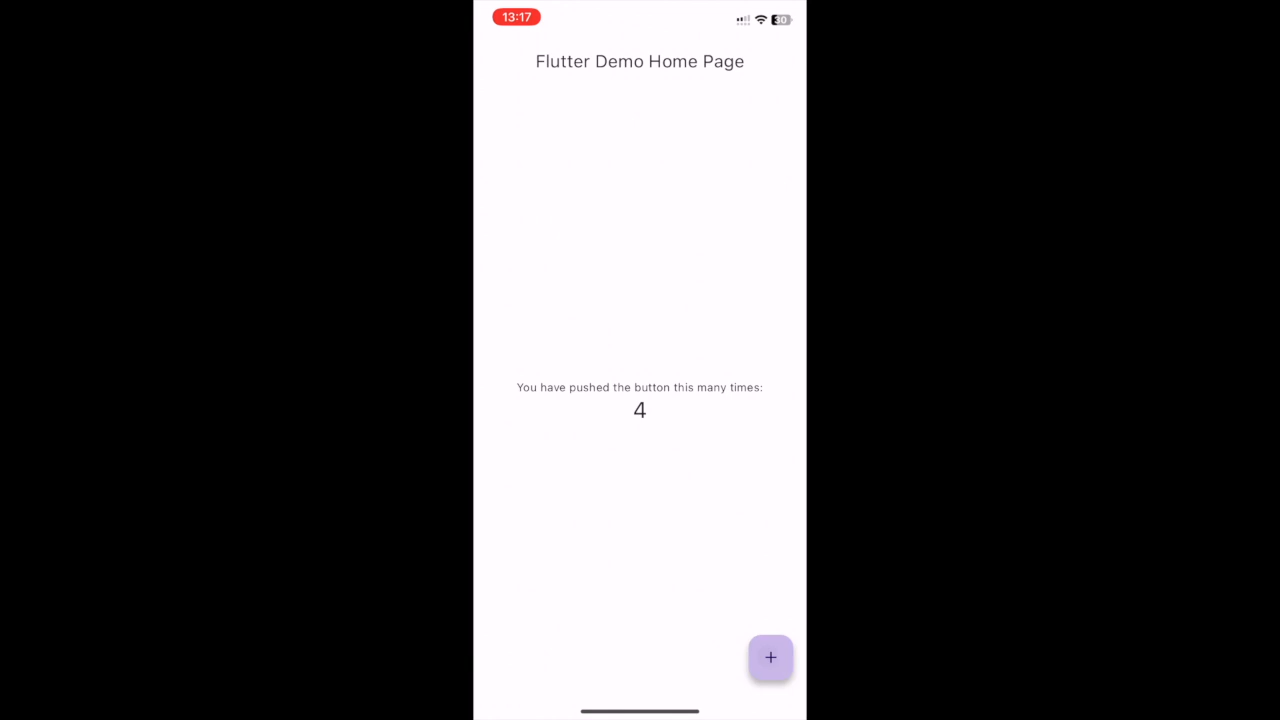 13:17
30
Flutter Demo Home Page
You have pushed the button this many times:
4
+